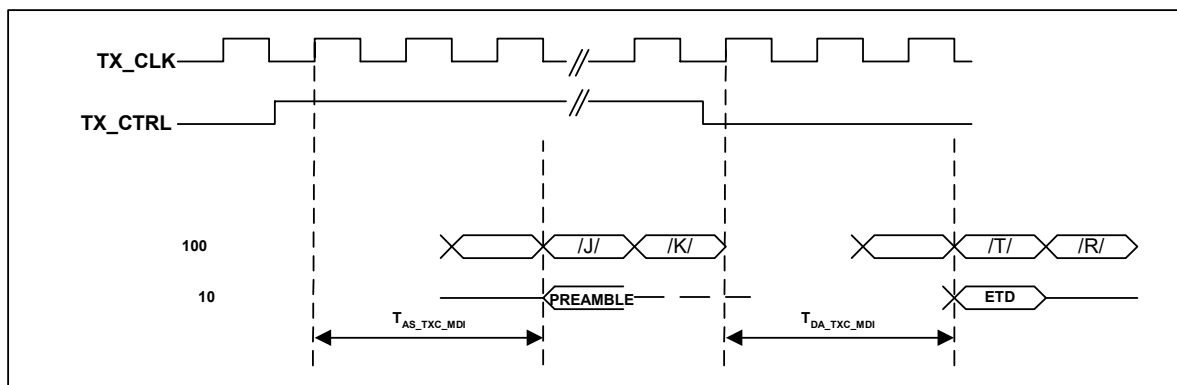 TX_CLK
TX_CTRL
100 /J/ /K/ /T/ /R/
10 PREAMBLE ETD
T_AS_TXC_MDI T_DA_TXC_MDI